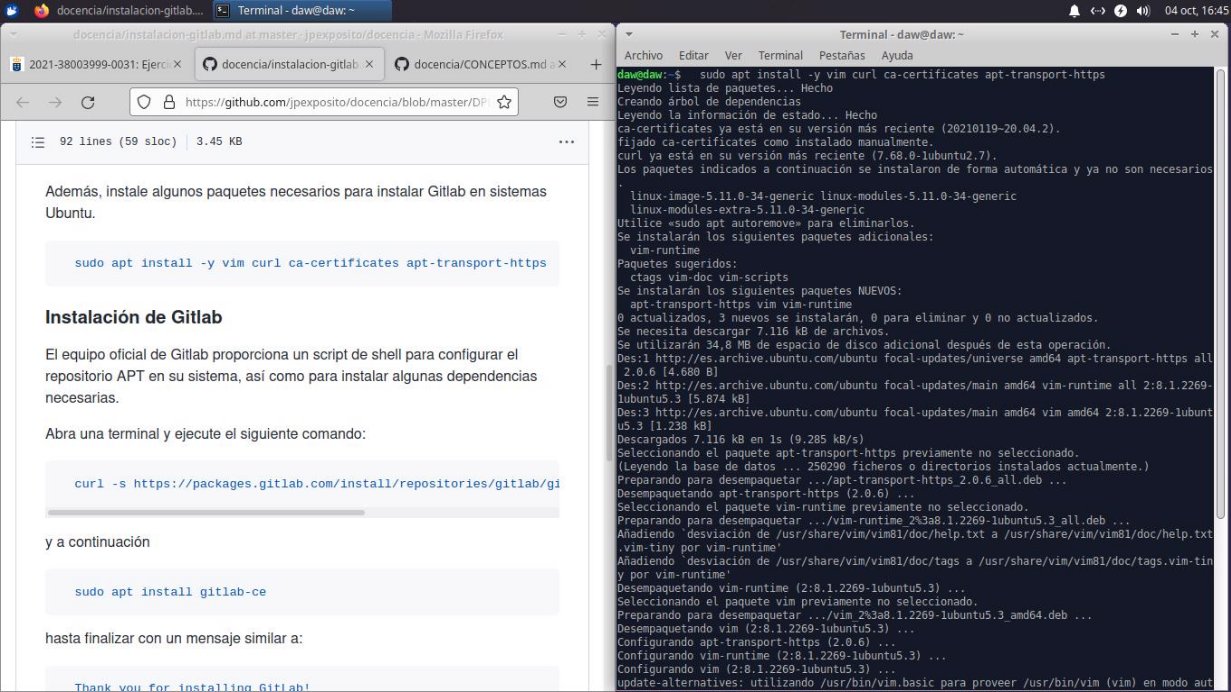 docencia/instalacion-gitlab....
Terminal - daw@daw: ~
04 oct, 16:45
docencia/instalacion-gitlab.md at master · jpexposito/docencia - Mozilla Firefox
2021-38003999-0031: Ejerci
docencia/instalacion-gitlab
docencia/CONCEPTOS.md a
https://github.com/jpexposito/docencia/blob/master/DP
92 lines (59 sloc)
3.45 KB
Además, instale algunos paquetes necesarios para instalar Gitlab en sistemas
Ubuntu.
sudo apt install -y vim curl ca-certificates apt-transport-https
Instalación de Gitlab
El equipo oficial de Gitlab proporciona un script de shell para configurar el
repositorio APT en su sistema, así como para instalar algunas dependencias
necesarias.
Abra una terminal y ejecute el siguiente comando:
curl -s https://packages.gitlab.com/install/repositories/gitlab/gi
y a continuación
sudo apt install gitlab-ce
hasta finalizar con un mensaje similar a:
Thank you for installing GitLab!
Terminal - daw@daw: ~
Archivo Editar Ver Terminal Pestañas Ayuda
daw@daw:~$ sudo apt install -y vim curl ca-certificates apt-transport-https
Leyendo lista de paquetes... Hecho
Creando árbol de dependencias
Leyendo la información de estado... Hecho
ca-certificates ya está en su versión más reciente (20210119~20.04.2).
fijado ca-certificates como instalado manualmente.
curl ya está en su versión más reciente (7.68.0-1ubuntu2.7).
Los paquetes indicados a continuación se instalaron de forma automática y ya no son necesarios
.
linux-image-5.11.0-34-generic linux-modules-5.11.0-34-generic
linux-modules-extra-5.11.0-34-generic
Utilice «sudo apt autoremove» para eliminarlos.
Se instalarán los siguientes paquetes adicionales:
vim-runtime
Paquetes sugeridos:
ctags vim-doc vim-scripts
Se instalarán los siguientes paquetes NUEVOS:
apt-transport-https vim vim-runtime
0 actualizados, 3 nuevos se instalarán, 0 para eliminar y 0 no actualizados.
Se necesita descargar 7.116 kB de archivos.
Se utilizarán 34,8 MB de espacio de disco adicional después de esta operación.
Des:1 http://es.archive.ubuntu.com/ubuntu focal-updates/universe amd64 apt-transport-https all
2.0.6 [4.680 B]
Des:2 http://es.archive.ubuntu.com/ubuntu focal-updates/main amd64 vim-runtime all 2:8.1.2269-
1ubuntu5.3 [5.874 kB]
Des:3 http://es.archive.ubuntu.com/ubuntu focal-updates/main amd64 vim amd64 2:8.1.2269-1ubunt
u5.3 [1.238 kB]
Descargados 7.116 kB en 1s (9.285 kB/s)
Seleccionando el paquete apt-transport-https previamente no seleccionado.
(Leyendo la base de datos ... 250290 ficheros o directorios instalados actualmente.)
Preparando para desempaquetar .../apt-transport-https_2.0.6_all.deb ...
Desempaquetando apt-transport-https (2.0.6) ...
Seleccionando el paquete vim-runtime previamente no seleccionado.
Preparando para desempaquetar .../vim-runtime_2%3a8.1.2269-1ubuntu5.3_all.deb ...
Añadiendo `desviación de /usr/share/vim/vim81/doc/help.txt a /usr/share/vim/vim81/doc/help.txt
.vim-tiny por vim-runtime'
Añadiendo `desviación de /usr/share/vim/vim81/doc/tags a /usr/share/vim/vim81/doc/tags.vim-tin
y por vim-runtime'
Desempaquetando vim-runtime (2:8.1.2269-1ubuntu5.3) ...
Seleccionando el paquete vim previamente no seleccionado.
Preparando para desempaquetar .../vim_2%3a8.1.2269-1ubuntu5.3_amd64.deb ...
Desempaquetando vim (2:8.1.2269-1ubuntu5.3) ...
Configurando apt-transport-https (2.0.6) ...
Configurando vim-runtime (2:8.1.2269-1ubuntu5.3) ...
Configurando vim (2:8.1.2269-1ubuntu5.3) ...
update-alternatives: utilizando /usr/bin/vim.basic para proveer /usr/bin/vim (vim) en modo aut